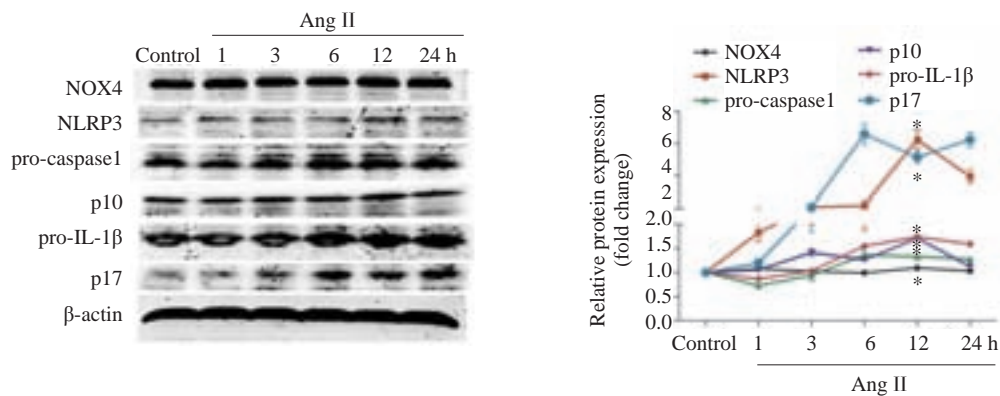 Ang II
Control 1 3 6 12 24 h
NOX4
NLRP3
pro-caspase1
p10
pro-IL-1β
p17
β-actin
NOX4 p10
NLRP3 pro-IL-1β
pro-caspase1 p17
Relative protein expression
(fold change)
8
6
4
2
2.0
1.5
1.0
0.5
0.0
*
*
*
*
*
*
*
Control 1 3 6 12 24 h
Ang II